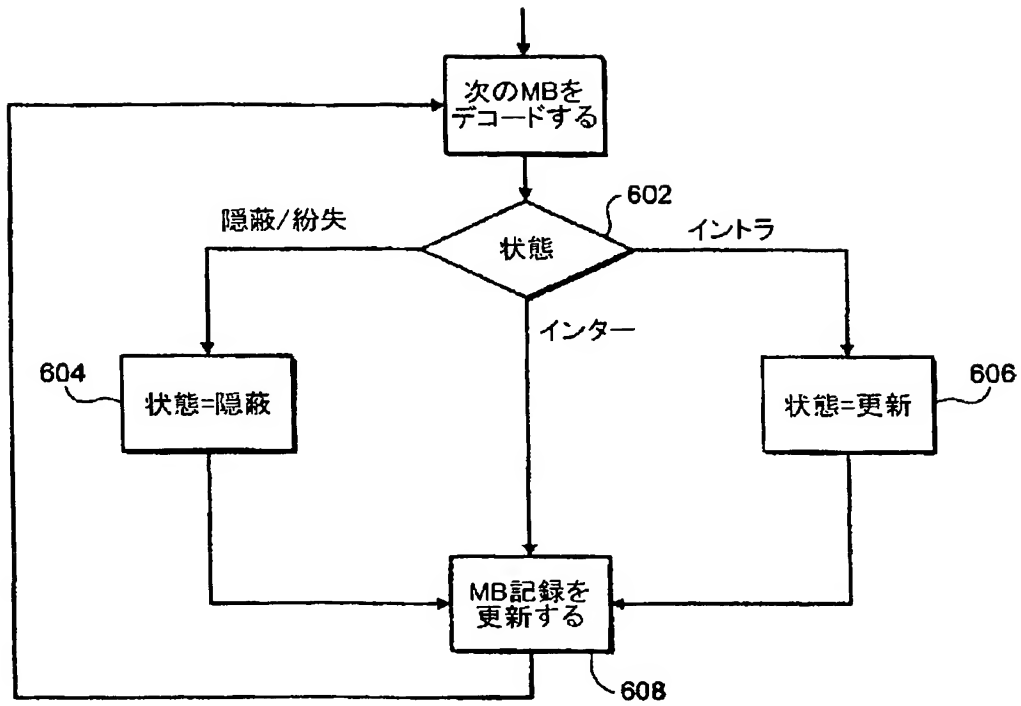 次のMBを
デコードする
602
隠蔽/紛失
状態
イントラ
インター
604
状態=隠蔽
状態=更新
606
MB記録を
更新する
608